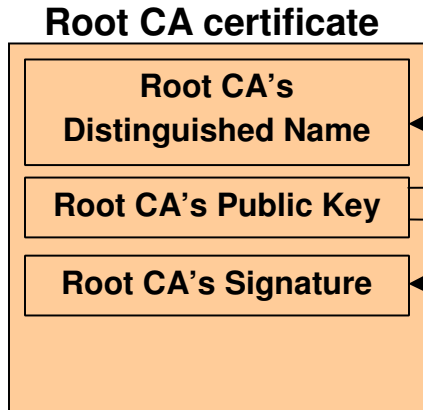 Root CA certificate
Root CA’s
Distinguished Name
Root CA’s Public Key
Root CA’s Signature